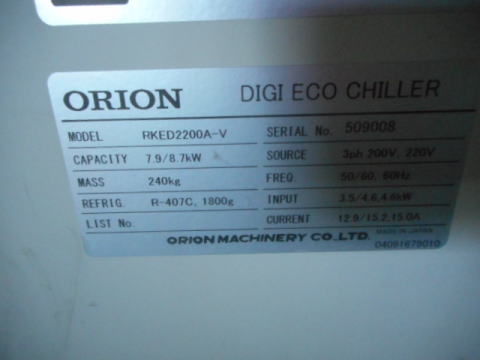 ORION DIGI ECO CHILLER
MODEL RKED2200A-V SERIAL No. 509008
CAPACITY 7.9/8.7kW SOURCE 3ph 200V, 220V
MASS 240kg FREQ. 50/60, 60Hz
REFRIG. R-407C, 1800g INPUT 3.5/4.6,4.6kW
LIST No. CURRENT 12.9/15.2,15.0A
MADE IN JAPAN
ORION MACHINERY CO.,LTD. 04091679010